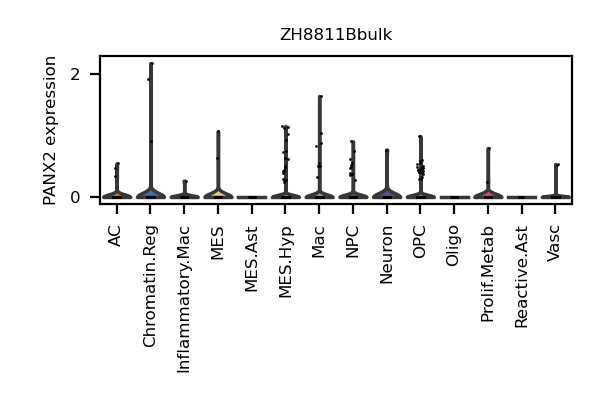 ZH8811Bbulk
PANX2 expression
2
0
AC
Chromatin.Reg
Inflammatory.Mac
MES
MES.Ast
MES.Hyp
Mac
NPC
Neuron
OPC
Oligo
Prolif.Metab
Reactive.Ast
Vasc